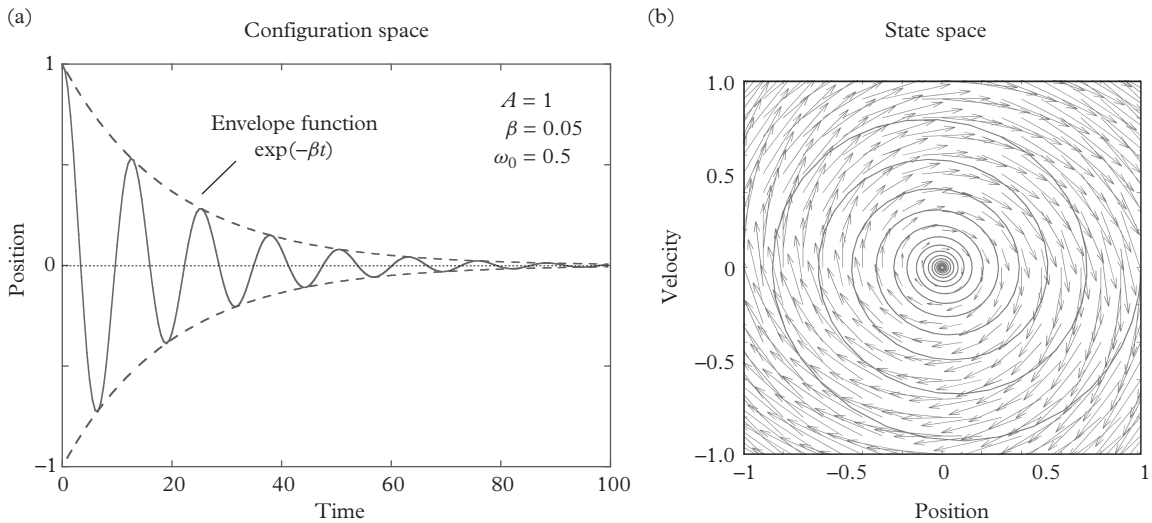 (a)
Configuration space
1
0
−1
Position
A = 1
β = 0.05
ω₀ = 0.5
Envelope function
exp(−βt)
0
20
40
60
80
100
Time
(b)
State space
1.0
0.5
0
−0.5
−1.0
Velocity
−1
−0.5
0
0.5
1
Position